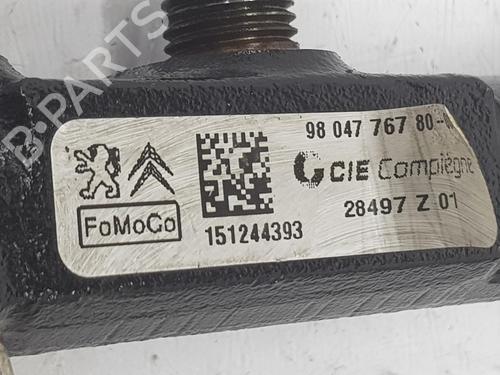 B-PARTS
98 047 767 80-
CIE Compiègne
28497 Z 01
FoMoCo
151244393